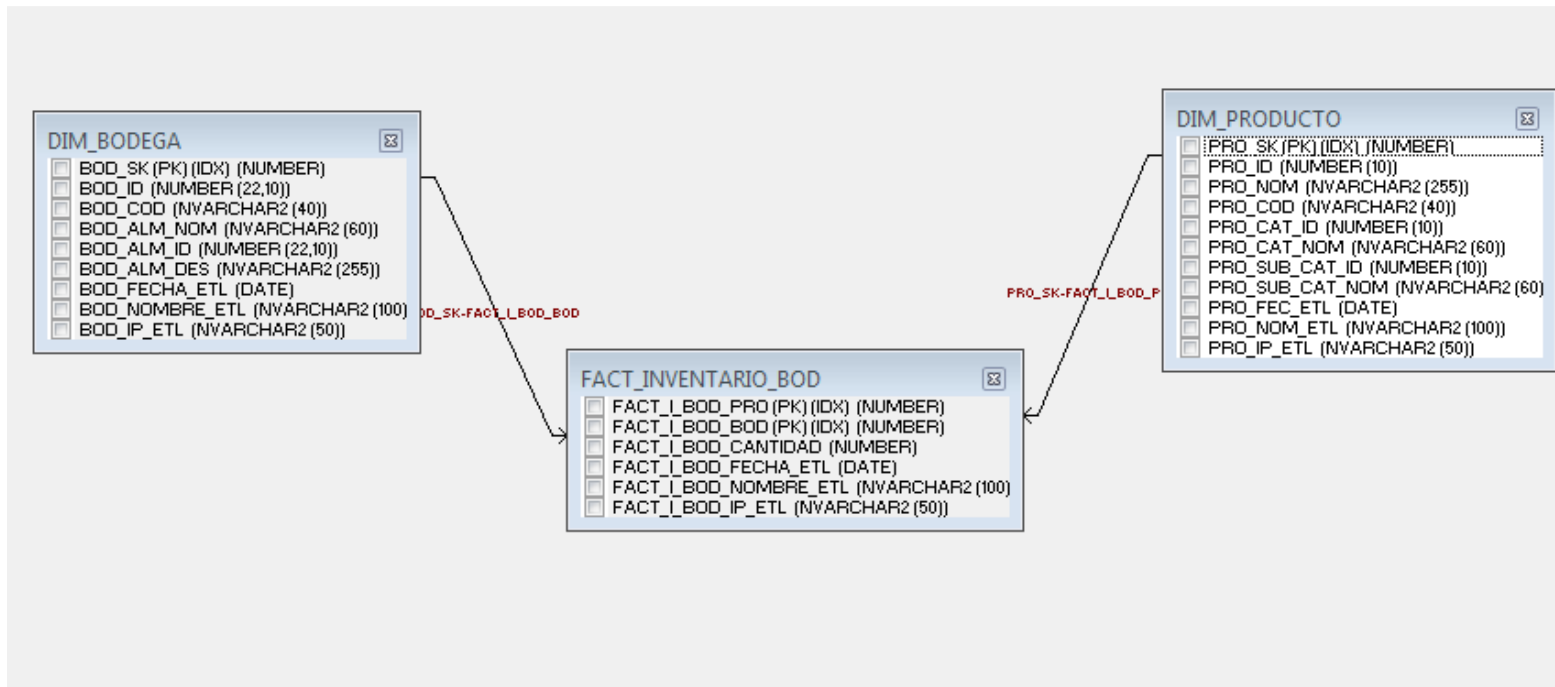 DIM_BODEGA
BOD_SK (PK) (IDX) (NUMBER)
BOD_ID (NUMBER (22,10))
BOD_COD (NVARCHAR2 (40))
BOD_ALM_NOM (NVARCHAR2 (60))
BOD_ALM_ID (NUMBER (22,10))
BOD_ALM_DES (NVARCHAR2 (255))
BOD_FECHA_ETL (DATE)
BOD_NOMBRE_ETL (NVARCHAR2 (100)
BOD_IP_ETL (NVARCHAR2 (50))
OD_SK-FACT_I_BOD_BOD
DIM_PRODUCTO
PRO_SK (PK) (IDX) (NUMBER)
PRO_ID (NUMBER (10))
PRO_NOM (NVARCHAR2 (255))
PRO_COD (NVARCHAR2 (40))
PRO_CAT_ID (NUMBER (10))
PRO_CAT_NOM (NVARCHAR2 (60))
PRO_SUB_CAT_ID (NUMBER (10))
PRO_SUB_CAT_NOM (NVARCHAR2 (60)
PRO_FEC_ETL (DATE)
PRO_NOM_ETL (NVARCHAR2 (100))
PRO_IP_ETL (NVARCHAR2 (50))
PRO_SK-FACT_I_BOD_P
FACT_INVENTARIO_BOD
FACT_I_BOD_PRO (PK) (IDX) (NUMBER)
FACT_I_BOD_BOD (PK) (IDX) (NUMBER)
FACT_I_BOD_CANTIDAD (NUMBER)
FACT_I_BOD_FECHA_ETL (DATE)
FACT_I_BOD_NOMBRE_ETL (NVARCHAR2 (100)
FACT_I_BOD_IP_ETL (NVARCHAR2 (50))